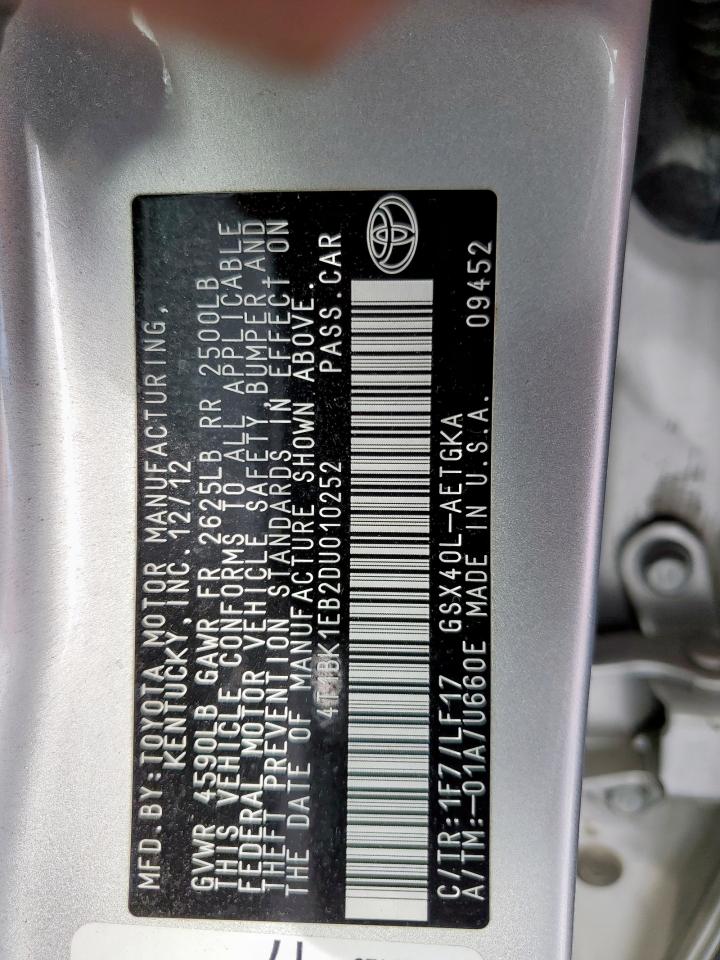 MFD.BY:TOYOTA MOTOR MANUFACTURING,
KENTUCKY,INC.12/12
GVWR 4590LB GAWR FR 2625LB RR 2500LB
THIS VEHICLE CONFORMS TO ALL APPLICABLE
FEDERAL MOTOR VEHICLE SAFETY, BUMPER,AND
THEFT PREVENTION STANDARDS IN EFFECT ON
THE DATE OF MANUFACTURE SHOWN ABOVE.
4T1BK1EB2DU010252 PASS.CAR
C/TR:1F7/LF17 GSX40L-AETGKA
A/TM:-01A/U660E MADE IN U.S.A. 09452